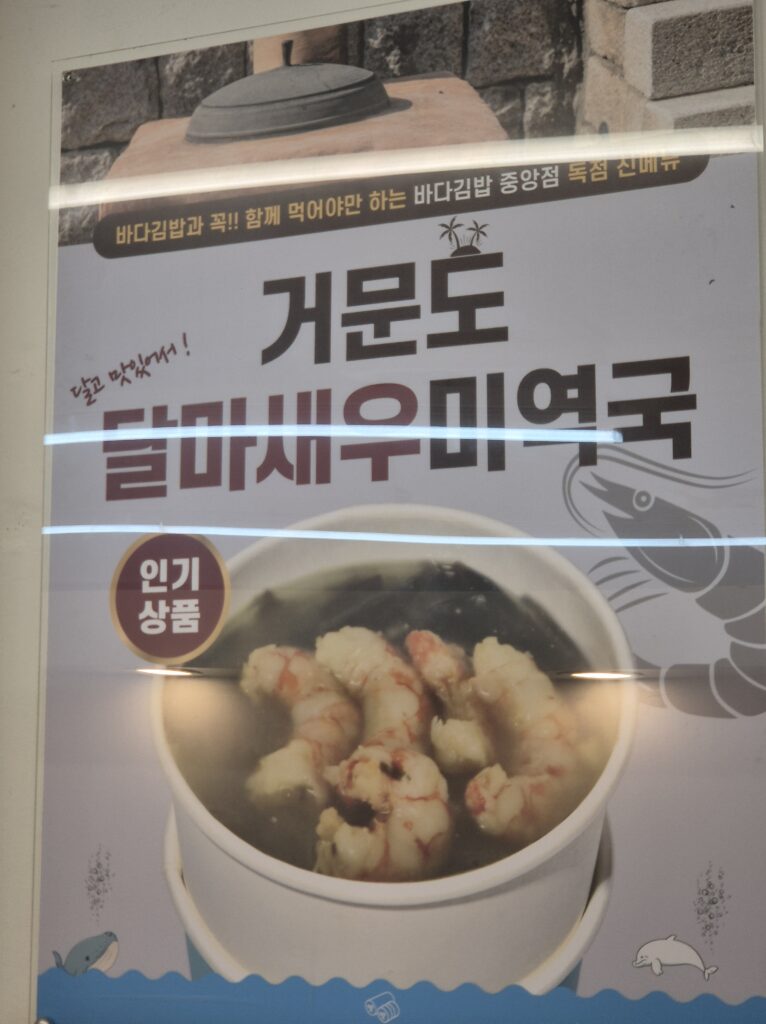 바다김밥과 꼭!! 함께 먹어야만 하는 바다김밥 중앙점 독점 신메뉴
거문도
달고 맛있어서!
달마새우미역국
인기
상품